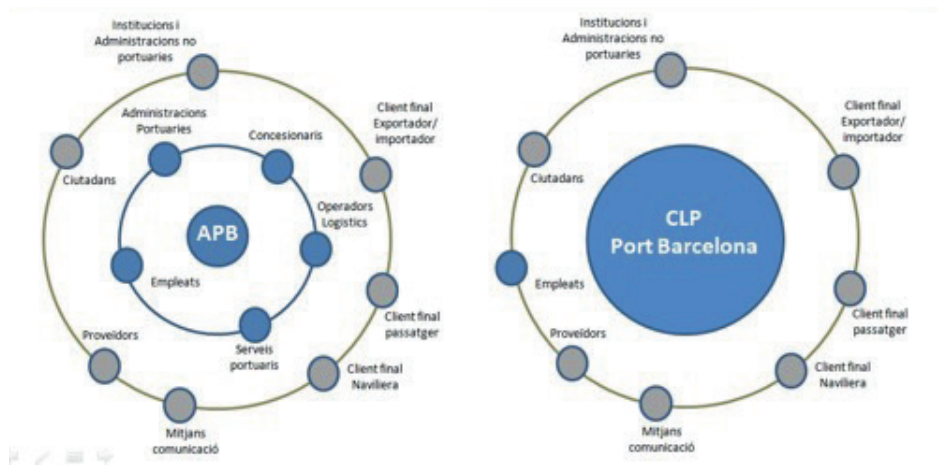 Institucions i
Administracions no
portuaries
Administracions
Portuaries
Concesionaris
Client final
Exportador/
importador
Ciutadans
Operadors
Logistics
APB
Empleats
Client final
passatger
Proveïdors
Serveis
portuaris
Client final
Naviliera
Mitjans
comunicació
Institucions i
Administracions no
portuaries
Client final
Exportador/
importador
Ciutadans
CLP
Port Barcelona
Empleats
Client final
passatger
Proveïdors
Client final
Naviliera
Mitjans
comunicació